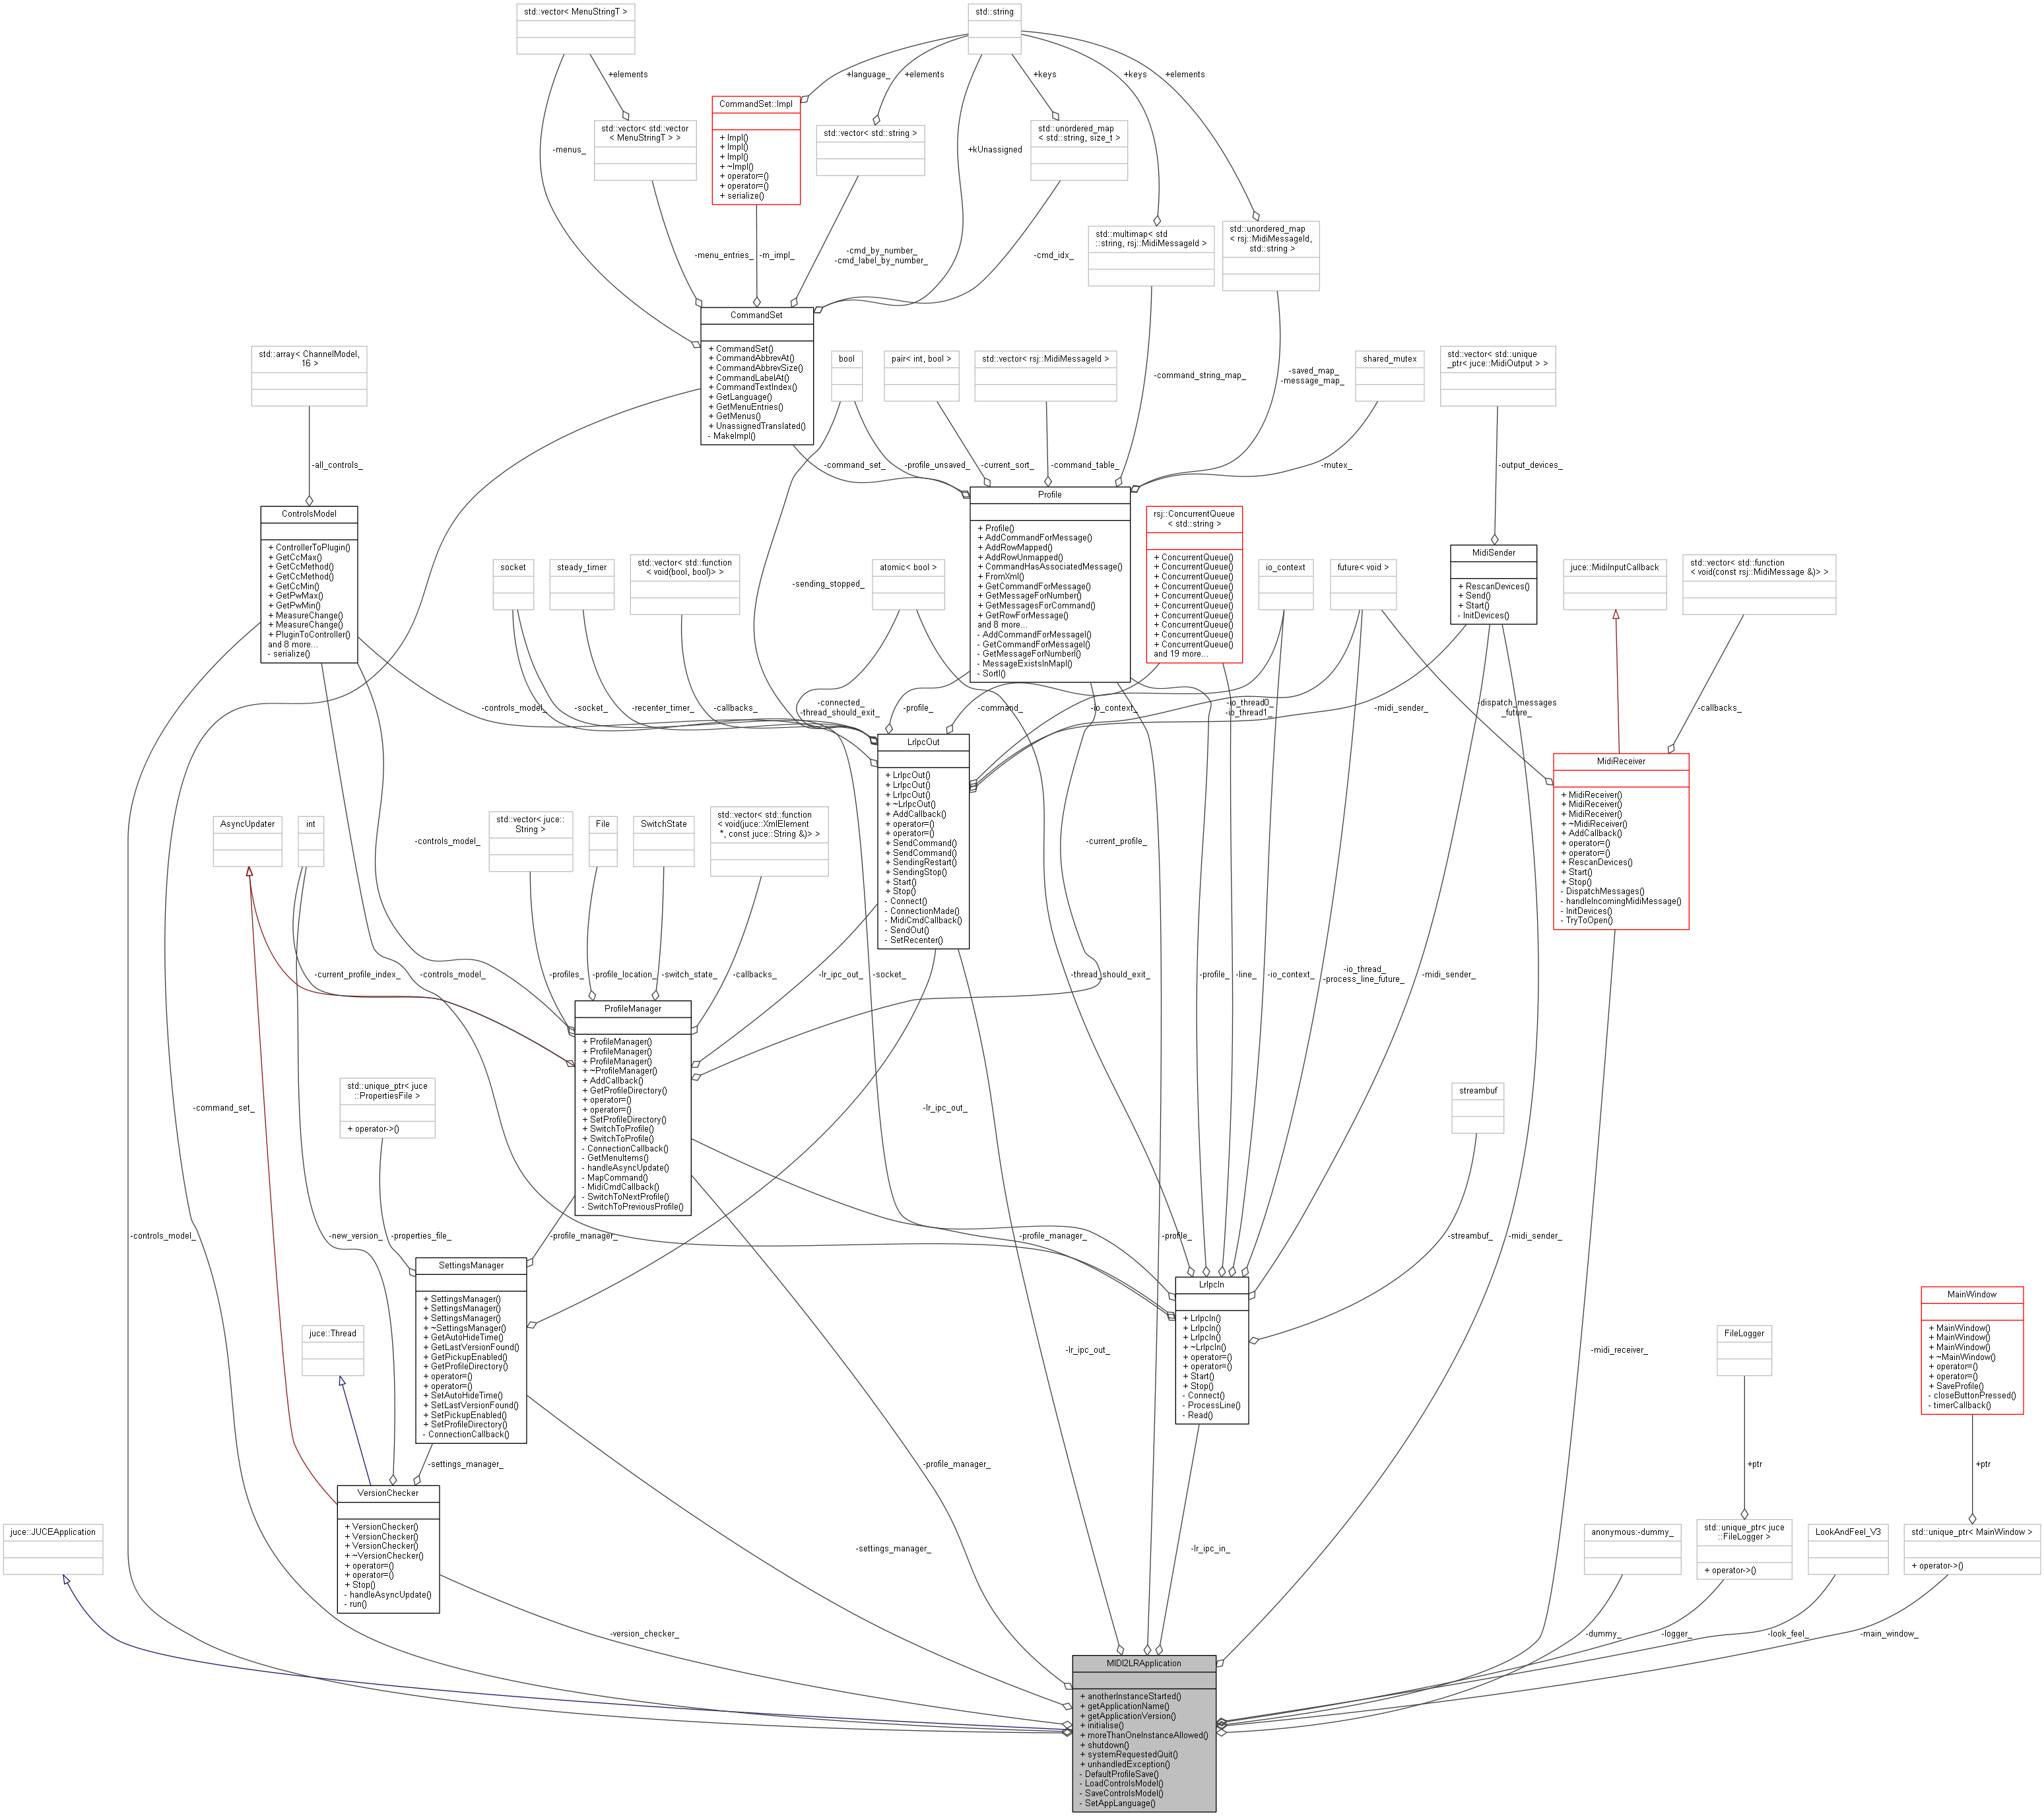 std::vector< MenuStringT >
std::string
+elements
+language_
+elements
+keys
+keys
+elements
CommandSet::Impl
+ Impl()
+ Impl()
+ Impl()
+ ~Impl()
+ operator=()
+ operator=()
+ serialize()
std::vector< std::vector
< MenuStringT > >
std::vector< std::string >
std::unordered_map
< std::string, size_t >
-menus_
+kUnassigned
std::multimap< std
::string, rsj::MidiMessageId >
std::unordered_map
< rsj::MidiMessageId,
std::string >
-menu_entries_
-m_impl_
-cmd_by_number_
-cmd_label_by_number_
-cmd_idx_
CommandSet
+ CommandSet()
+ CommandAbbrevAt()
+ CommandAbbrevSize()
+ CommandLabelAt()
+ CommandTextIndex()
+ GetLanguage()
+ GetMenuEntries()
+ GetMenus()
+ UnassignedTranslated()
- MakeImpl()
std::array< ChannelModel,
16 >
bool
pair< int, bool >
std::vector< rsj::MidiMessageId >
-command_string_map_
-saved_map_
-message_map_
shared_mutex
std::vector< std::unique
_ptr< juce::MidiOutput > >
-all_controls_
-command_set_
-profile_unsaved_
-current_sort_
-command_table_
-mutex_
-output_devices_
ControlsModel
+ ControllerToPlugin()
+ GetCcMax()
+ GetCcMethod()
+ GetCcMethod()
+ GetCcMin()
+ GetPwMax()
+ GetPwMin()
+ MeasureChange()
+ MeasureChange()
+ PluginToController()
and 8 more...
- serialize()
Profile
+ Profile()
+ AddCommandForMessage()
+ AddRowMapped()
+ AddRowUnmapped()
+ CommandHasAssociatedMessage()
+ FromXml()
+ GetCommandForMessage()
+ GetMessageForNumber()
+ GetMessagesForCommand()
+ GetRowForMessage()
and 8 more...
- AddCommandForMessageI()
- GetCommandForMessageI()
- GetMessageForNumberI()
- MessageExistsInMapI()
- SortI()
rsj::ConcurrentQueue
< std::string >
+ ConcurrentQueue()
+ ConcurrentQueue()
+ ConcurrentQueue()
+ ConcurrentQueue()
+ ConcurrentQueue()
+ ConcurrentQueue()
+ ConcurrentQueue()
+ ConcurrentQueue()
+ ConcurrentQueue()
+ ConcurrentQueue()
and 19 more...
MidiSender
+ RescanDevices()
+ Send()
+ Start()
- InitDevices()
socket
steady_timer
std::vector< std::function
< void(bool, bool)> >
-sending_stopped_
atomic< bool >
io_context
future< void >
juce::MidiInputCallback
std::vector< std::function
< void(const rsj::MidiMessage &)> >
-controls_model_
-socket_
-recenter_timer_
-callbacks_
-connected_
-thread_should_exit_
-profile_
-command_
-io_context_
-io_thread0_
-io_thread1_
-midi_sender_
-dispatch_messages
_future_
-callbacks_
LrIpcOut
+ LrIpcOut()
+ LrIpcOut()
+ LrIpcOut()
+ ~LrIpcOut()
+ AddCallback()
+ operator=()
+ operator=()
+ SendCommand()
+ SendCommand()
+ SendingRestart()
+ SendingStop()
+ Start()
+ Stop()
- Connect()
- ConnectionMade()
- MidiCmdCallback()
- SendOut()
- SetRecenter()
MidiReceiver
+ MidiReceiver()
+ MidiReceiver()
+ MidiReceiver()
+ ~MidiReceiver()
+ AddCallback()
+ operator=()
+ operator=()
+ RescanDevices()
+ Start()
+ Stop()
- DispatchMessages()
- handleIncomingMidiMessage()
- InitDevices()
- TryToOpen()
AsyncUpdater
int
-controls_model_
std::vector< juce::
String >
File
SwitchState
std::vector< std::function
< void(juce::XmlElement
*, const juce::String &)> >
-current_profile_
-current_profile_index_
-controls_model_
-profiles_
-profile_location_
-switch_state_
-callbacks_
-lr_ipc_out_
-socket_
-thread_should_exit_
-profile_
-line_
-io_context_
-io_thread_
-process_line_future_
-midi_sender_
ProfileManager
+ ProfileManager()
+ ProfileManager()
+ ProfileManager()
+ ~ProfileManager()
+ AddCallback()
+ GetProfileDirectory()
+ operator=()
+ operator=()
+ SetProfileDirectory()
+ SwitchToProfile()
+ SwitchToProfile()
- ConnectionCallback()
- GetMenuItems()
- handleAsyncUpdate()
- MapCommand()
- MidiCmdCallback()
- SwitchToNextProfile()
- SwitchToPreviousProfile()
-command_set_
std::unique_ptr< juce
::PropertiesFile >
+ operator->()
-lr_ipc_out_
streambuf
-controls_model_
-new_version_
-properties_file_
-profile_manager_
-profile_manager_
-profile_
-streambuf_
-midi_sender_
SettingsManager
+ SettingsManager()
+ SettingsManager()
+ SettingsManager()
+ ~SettingsManager()
+ GetAutoHideTime()
+ GetLastVersionFound()
+ GetPickupEnabled()
+ GetProfileDirectory()
+ operator=()
+ operator=()
+ SetAutoHideTime()
+ SetLastVersionFound()
+ SetPickupEnabled()
+ SetProfileDirectory()
- ConnectionCallback()
LrIpcIn
+ LrIpcIn()
+ LrIpcIn()
+ LrIpcIn()
+ ~LrIpcIn()
+ operator=()
+ operator=()
+ Start()
+ Stop()
- Connect()
- ProcessLine()
- Read()
MainWindow
+ MainWindow()
+ MainWindow()
+ MainWindow()
+ ~MainWindow()
+ operator=()
+ operator=()
+ SaveProfile()
- closeButtonPressed()
- timerCallback()
juce::Thread
-lr_ipc_out_
-midi_receiver_
FileLogger
-settings_manager_
-profile_manager_
+ptr
+ptr
VersionChecker
+ VersionChecker()
+ VersionChecker()
+ VersionChecker()
+ ~VersionChecker()
+ operator=()
+ operator=()
+ Stop()
- handleAsyncUpdate()
- run()
juce::JUCEApplication
-settings_manager_
-lr_ipc_in_
anonymous:-dummy_
std::unique_ptr< juce
::FileLogger >
+ operator->()
LookAndFeel_V3
std::unique_ptr< MainWindow >
+ operator->()
-version_checker_
-dummy_
-logger_
-look_feel_
-main_window_
MIDI2LRApplication
+ anotherInstanceStarted()
+ getApplicationName()
+ getApplicationVersion()
+ initialise()
+ moreThanOneInstanceAllowed()
+ shutdown()
+ systemRequestedQuit()
+ unhandledException()
- DefaultProfileSave()
- LoadControlsModel()
- SaveControlsModel()
- SetAppLanguage()